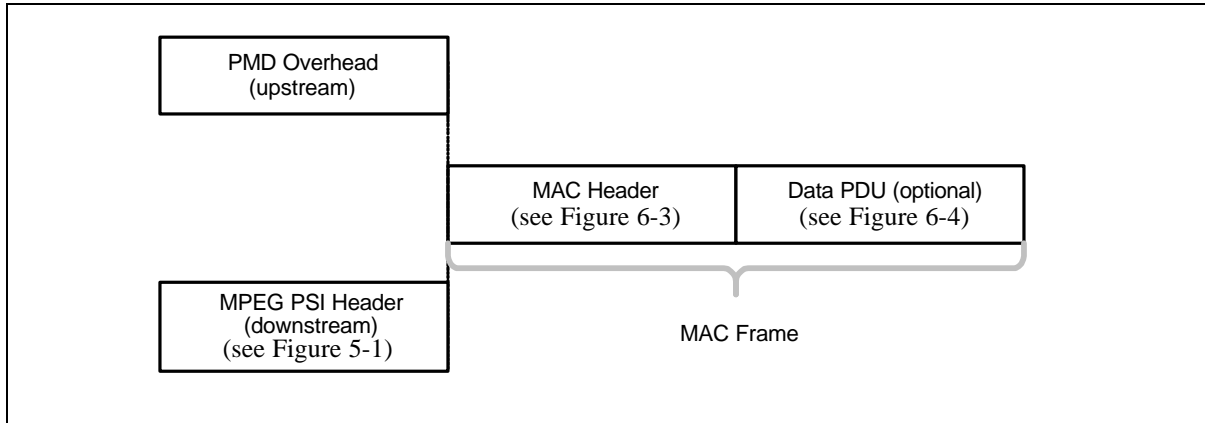 PMD Overhead
(upstream)
MAC Header
(see Figure 6-3)
Data PDU (optional)
(see Figure 6-4)
MPEG PSI Header
(downstream)
(see Figure 5-1)
MAC Frame